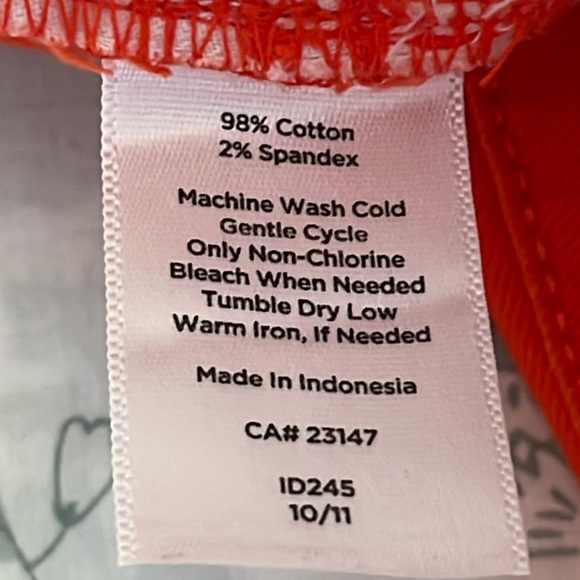 98% Cotton
2% Spandex
Machine Wash Cold
Gentle Cycle
Only Non-Chlorine
Bleach When Needed
Tumble Dry Low
Warm Iron, If Needed
Made In Indonesia
CA# 23147
ID245
10/11